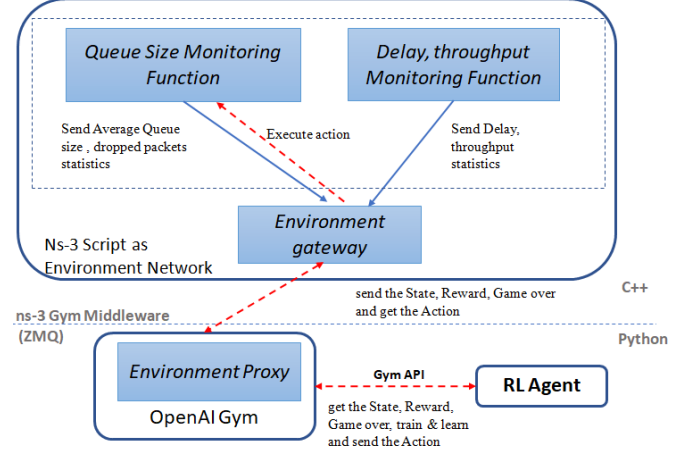 Queue Size Monitoring
Function
Delay, throughput
Monitoring Function
Send Average Queue
size , dropped packets
statistics
Execute action
Send Delay,
throughput
statistics
Environment
gateway
Ns-3 Script as
Environment Network
send the State, Reward, Game over
and get the Action
C++
ns-3 Gym Middleware
(ZMQ)
Python
Environment Proxy
OpenAI Gym
Gym API
RL Agent
get the State, Reward,
Game over, train & learn
and send the Action